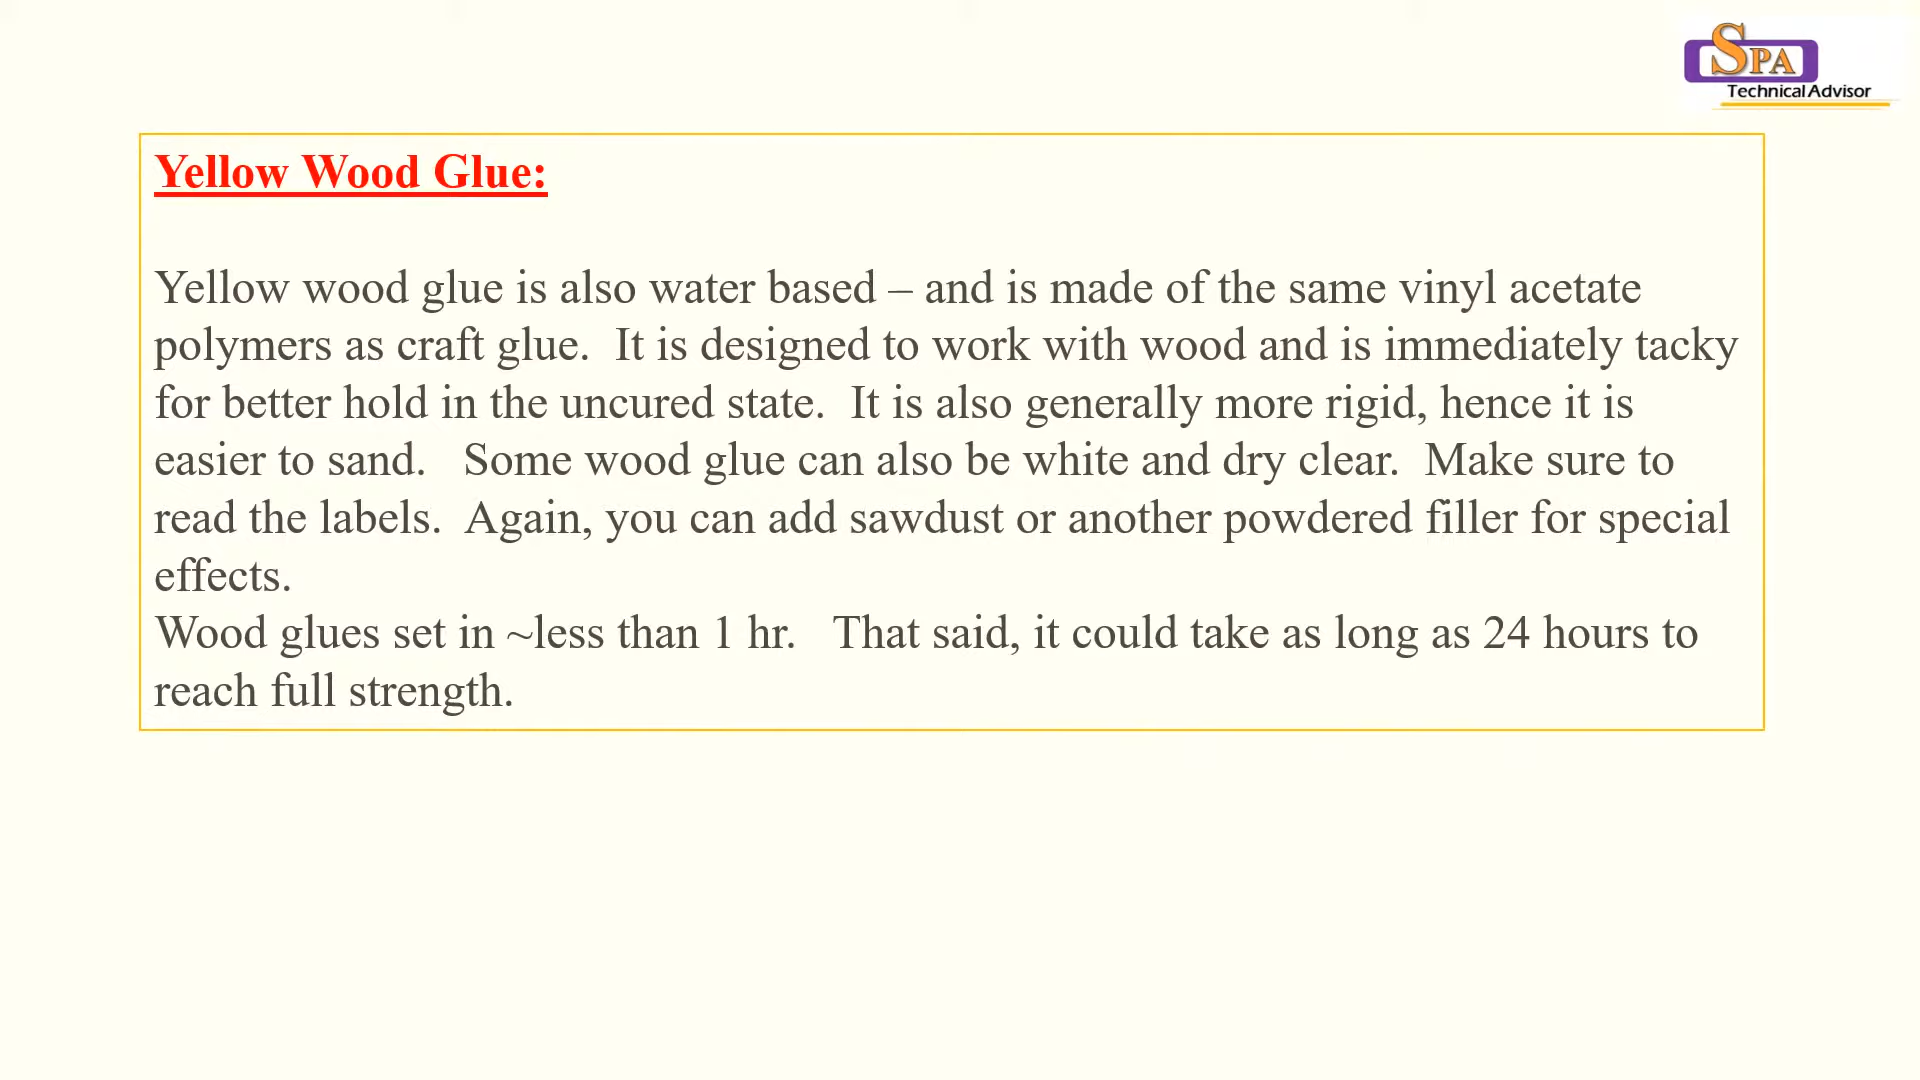 SPA
Technical Advisor
Yellow Wood Glue:
Yellow wood glue is also water based – and is made of the same vinyl acetate
polymers as craft glue.  It is designed to work with wood and is immediately tacky
for better hold in the uncured state.  It is also generally more rigid, hence it is
easier to sand.   Some wood glue can also be white and dry clear.  Make sure to
read the labels.  Again, you can add sawdust or another powdered filler for special
effects.
Wood glues set in ~less than 1 hr.   That said, it could take as long as 24 hours to
reach full strength.